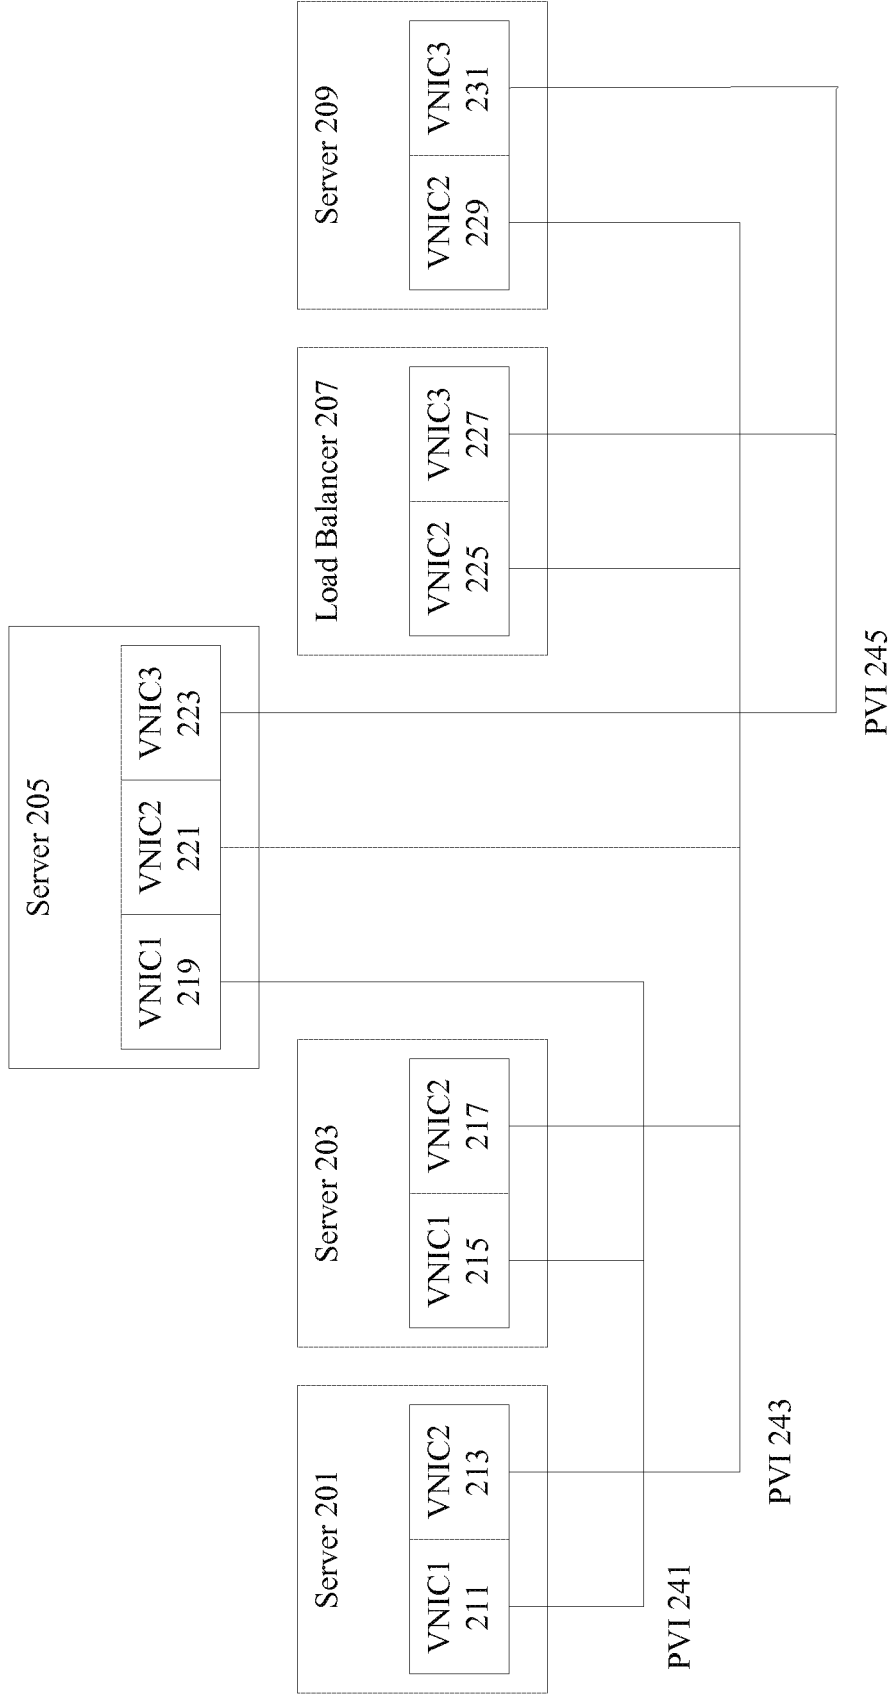 Server 205
VNIC1
219
VNIC2
221
VNIC3
223
Server 201
VNIC1
211
VNIC2
213
Server 203
VNIC1
215
VNIC2
217
Load Balancer 207
VNIC2
225
VNIC3
227
Server 209
VNIC2
229
VNIC3
231
PVI 241
PVI 243
PVI 245